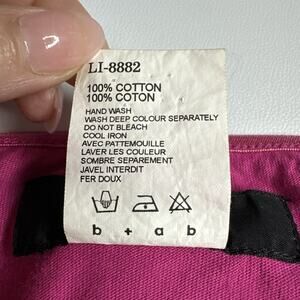 LI-8882
100% COTTON
100% COTON
HAND WASH
WASH DEEP COLOUR SEPARATELY
DO NOT BLEACH
COOL IRON
AVEC PATTEMOUILLE
LAVER LES COULEUR
SOMBRE SEPAREMENT
JAVEL INTERDIT
FER DOUX
b + ab